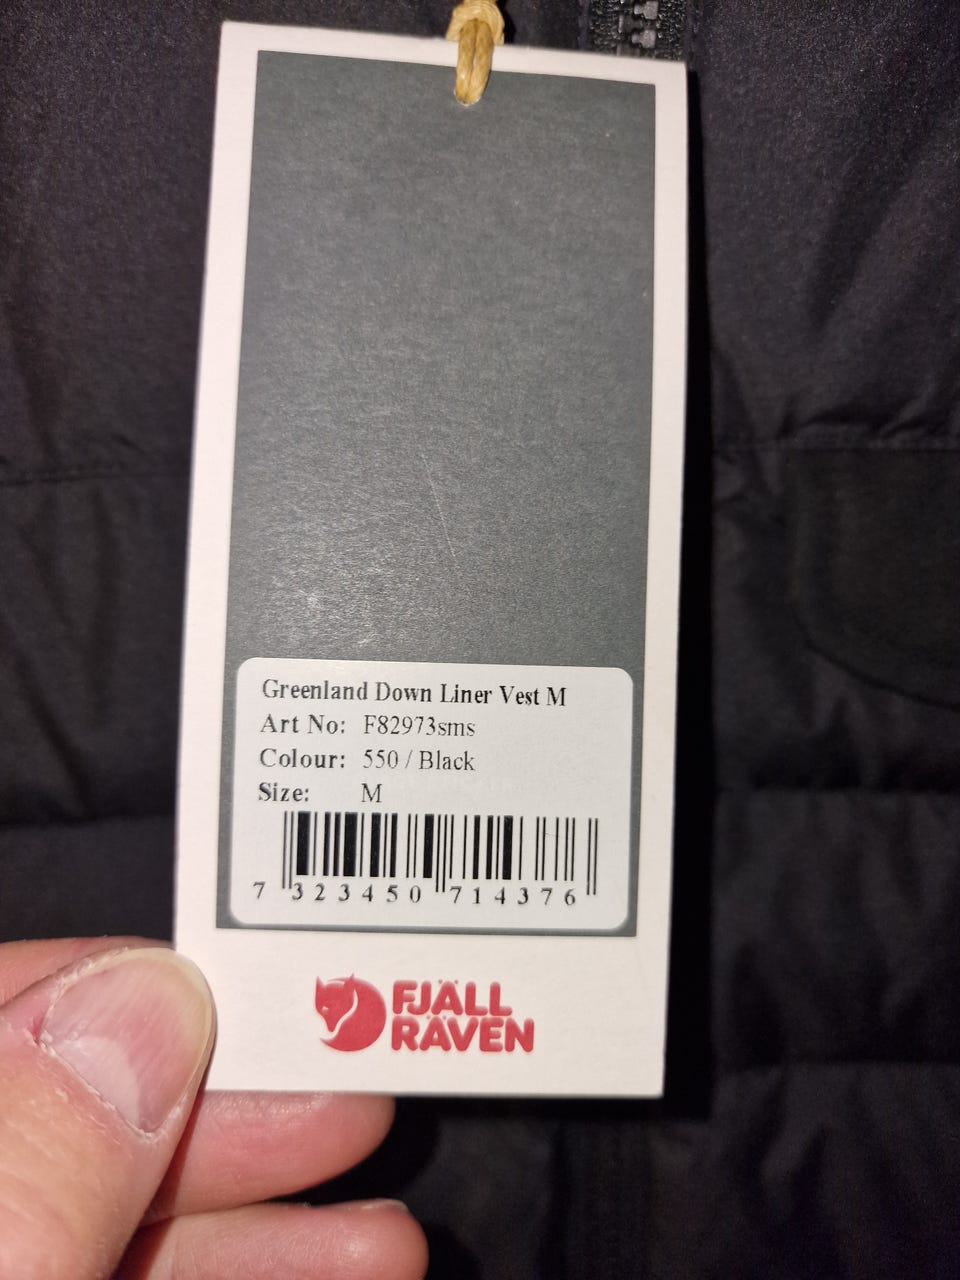 Greenland Down Liner Vest M
Art No: F82973sms
Colour: 550 / Black
Size: M
7 323450 714376
FJÄLL
RÄVEN